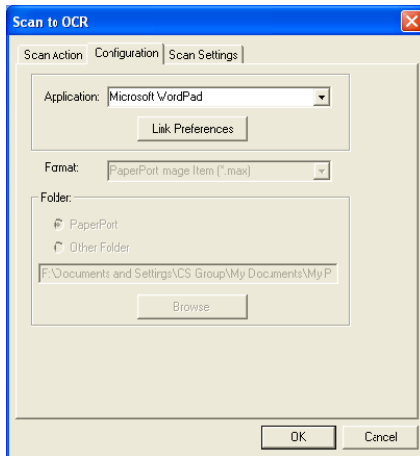 Scan to OCR
Scan Action Configuration Scan Settings
Application: Microsoft WordPad
Link Preferences
Format: PaperPort mage Item (*.max)
Folder:
PaperPort
Other Folder
F:\Documents and Settings\CS Group\My Documents\My P
Browse
OK Cancel